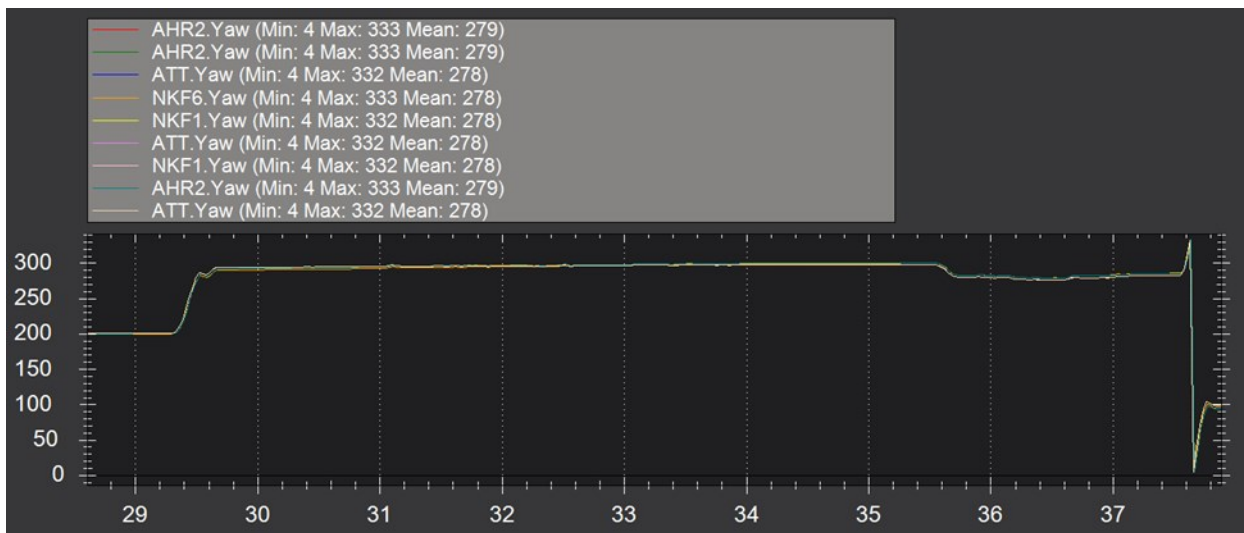 AHR2.Yaw (Min: 4 Max: 333 Mean: 279)
AHR2.Yaw (Min: 4 Max: 333 Mean: 279)
ATT.Yaw (Min: 4 Max: 332 Mean: 278)
NKF6.Yaw (Min: 4 Max: 333 Mean: 278)
NKF1.Yaw (Min: 4 Max: 332 Mean: 278)
ATT.Yaw (Min: 4 Max: 332 Mean: 278)
NKF1.Yaw (Min: 4 Max: 332 Mean: 278)
AHR2.Yaw (Min: 4 Max: 333 Mean: 279)
ATT.Yaw (Min: 4 Max: 332 Mean: 278)
300
250
200
150
100
50
0
29 30 31 32 33 34 35 36 37